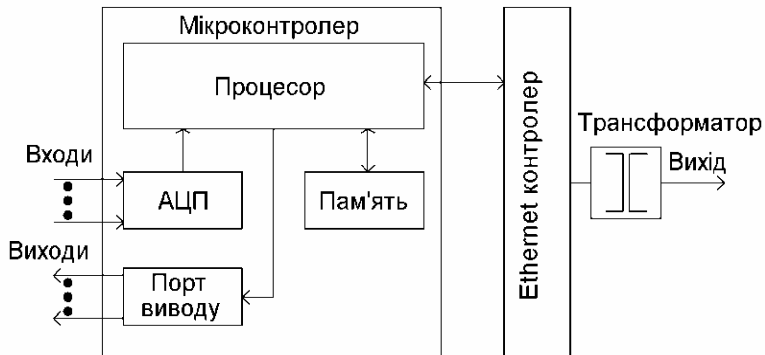 Мікроконтролер
Процесор
Трансформатор
Входи
АЦП
Пам'ять
Вихід
Виходи
Порт
виводу
Ethernet контролер